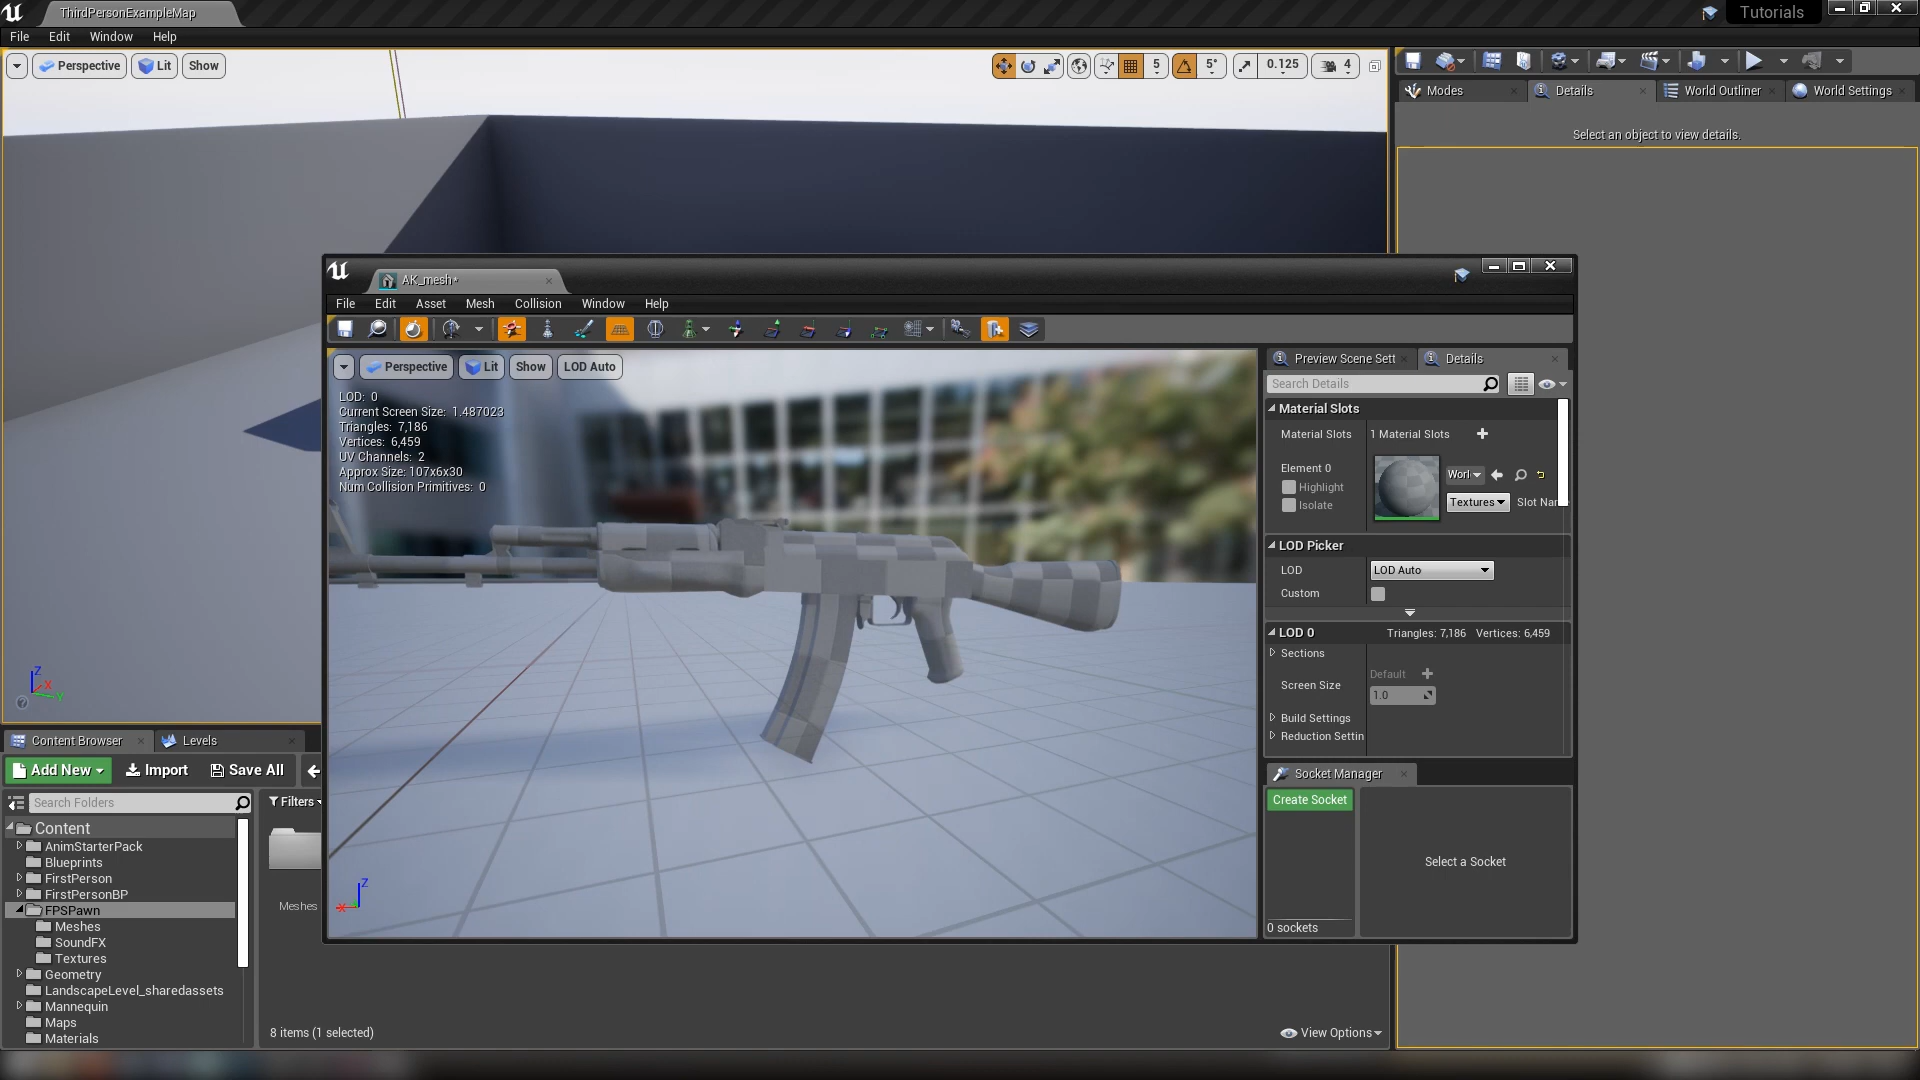 ThirdPersonExampleMap
Tutorials
File Edit Window Help
Perspective Lit Show
5 5° 0.125 4
Modes Details World Outliner World Settings
Select an object to view details.
AK_mesh*
File Edit Asset Mesh Collision Window Help
Perspective Lit Show LOD Auto
LOD: 0
Current Screen Size: 1.487023
Triangles: 7,186
Vertices: 6,459
UV Channels: 2
Approx Size: 107x6x30
Num Collision Primitives: 0
Z
X
Preview Scene Sett Details
Search Details
Material Slots
Material Slots 1 Material Slots
Element 0
Highlight
Isolate
Worl
Textures Slot Nar
LOD Picker
LOD LOD Auto
Custom
LOD 0 Triangles: 7,186 Vertices: 6,459
Sections
Screen Size Default
1.0
Build Settings
Reduction Settin
Socket Manager
Create Socket
Select a Socket
0 sockets
Z
X
Y
Content Browser Levels
Add New Import Save All
Search Folders
Filters
Content
AnimStarterPack
Blueprints
FirstPerson
FirstPersonBP
FPSPawn
Meshes
SoundFX
Textures
Geometry
LandscapeLevel_sharedassets
Mannequin
Maps
Materials
Meshes
8 items (1 selected)
View Options